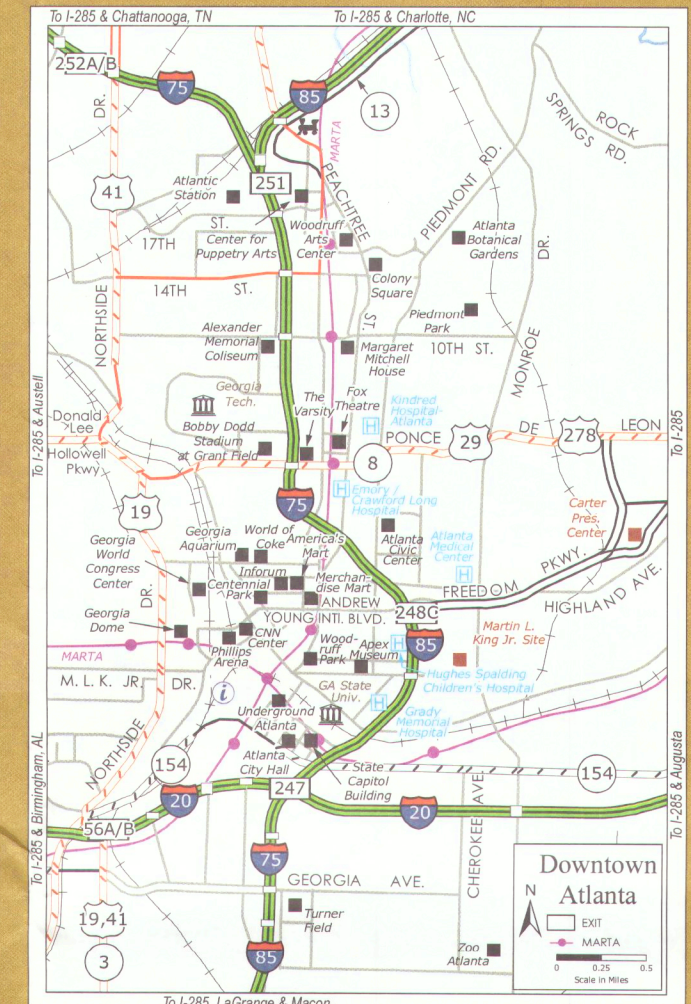 To I-285 & Chattanooga, TN
To I-285 & Charlotte, NC
252A/B
75
85
13
DR.
ROCK
SPRINGS RD.
MARTA
251
41
Atlantic
Station
PEACHTREE
PIEDMONT RD.
ST.
17TH
Center for
Puppetry Arts
Woodruff
Arts
Center
Atlanta
Botanical
Gardens
DR.
Colony
Square
14TH ST.
NORTHSIDE
Piedmont
Park
ST.
Alexander
Memorial
Coliseum
Margaret
Mitchell
House
10TH ST.
MONROE
To I-285 & Austell
Georgia
Tech.
The
Varsity
Fox
Theatre
Kindred
Hospital-
Atlanta
H
Donald
Lee
Hollowell
Pkwy.
Bobby Dodd
Stadium
at Grant Field
PONCE DE LEON
29
278
8
To I-285
75
H
Emory /
Crawford Long
Hospital
19
Carter
Pres.
Center
Georgia
Aquarium
World of
Coke
America's
Mart
Atlanta
Civic
Center
Atlanta
Medical
Center
H
Georgia
World
Congress
Center
Inforum
Centennial
Park
Merchan-
dise Mart
FREEDOM PKWY.
HIGHLAND AVE.
DR.
ANDREW
YOUNG INTL. BLVD.
248C
Georgia
Dome
CNN
Center
Phillips
Arena
85
Martin L.
King Jr. Site
Wood-
ruff
Park
Apex
Museum
H
MARTA
Hughes Spalding
Children's Hospital
M. L. K. JR. DR.
i
GA State
Univ.
H
Grady
Memorial
Hospital
Underground
Atlanta
NORTHSIDE
154
Atlanta
City Hall
State
Capitol
Building
154
To I-285 & Birmingham, AL
To I-285 & Augusta
20
247
20
56A/B
CHEROKEE AVE.
75
GEORGIA AVE.
19,41
3
Turner
Field
85
Zoo
Atlanta
Downtown
Atlanta
N
EXIT
MARTA
0 0.25 0.5
Scale in Miles
To I-285, LaGrange & Macon